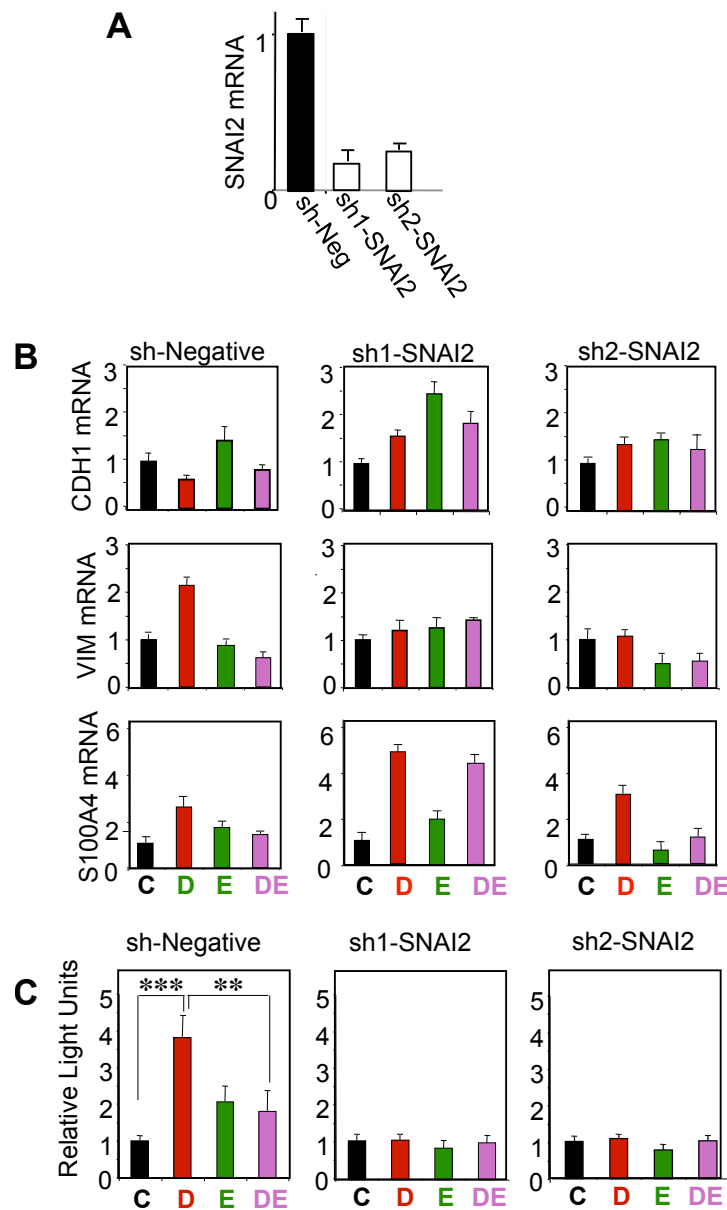 A
SNAI2 mRNA
1
0
sh-Neg
sh1-SNAI2
sh2-SNAI2
B
sh-Negative
sh1-SNAI2
sh2-SNAI2
CDH1 mRNA
3
2
1
0
3
2
1
0
3
2
1
0
VIM mRNA
3
2
1
0
3
2
1
0
3
2
1
0
S100A4 mRNA
6
4
2
0
6
4
2
0
6
4
2
0
C D E DE
C D E DE
C D E DE
C
sh-Negative
sh1-SNAI2
sh2-SNAI2
Relative Light Units
5
4
3
2
1
0
*** **
5
4
3
2
1
0
5
4
3
2
1
0
C D E DE
C D E DE
C D E DE